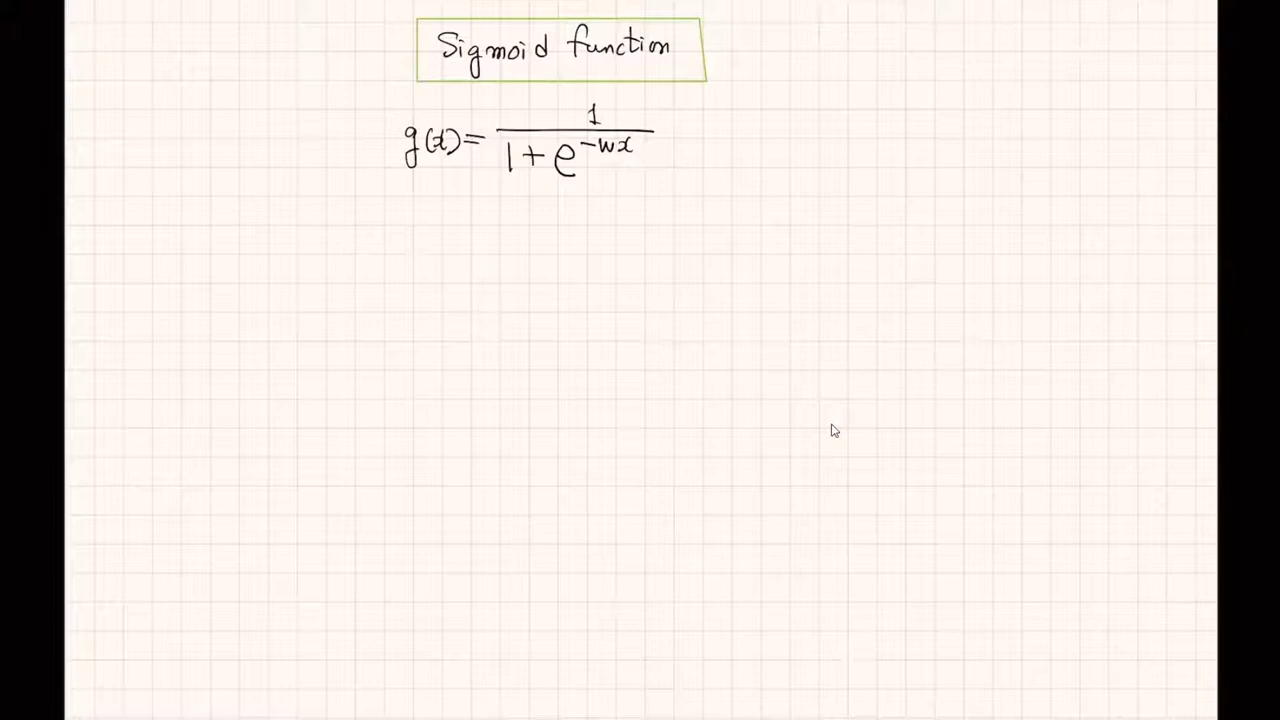 Sigmoid function
g(x) = 1 / (1 + e^{-wx})